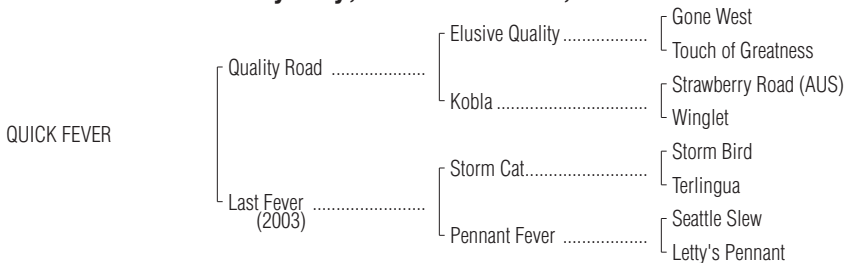 Gone West
Elusive Quality ..................
Touch of Greatness
Quality Road ....................
Strawberry Road (AUS)
Kobla ................................
Winglet
QUICK FEVER
Storm Bird
Storm Cat..........................
Terlingua
Last Fever ........................
(2003)
Seattle Slew
Pennant Fever ..................
Letty's Pennant